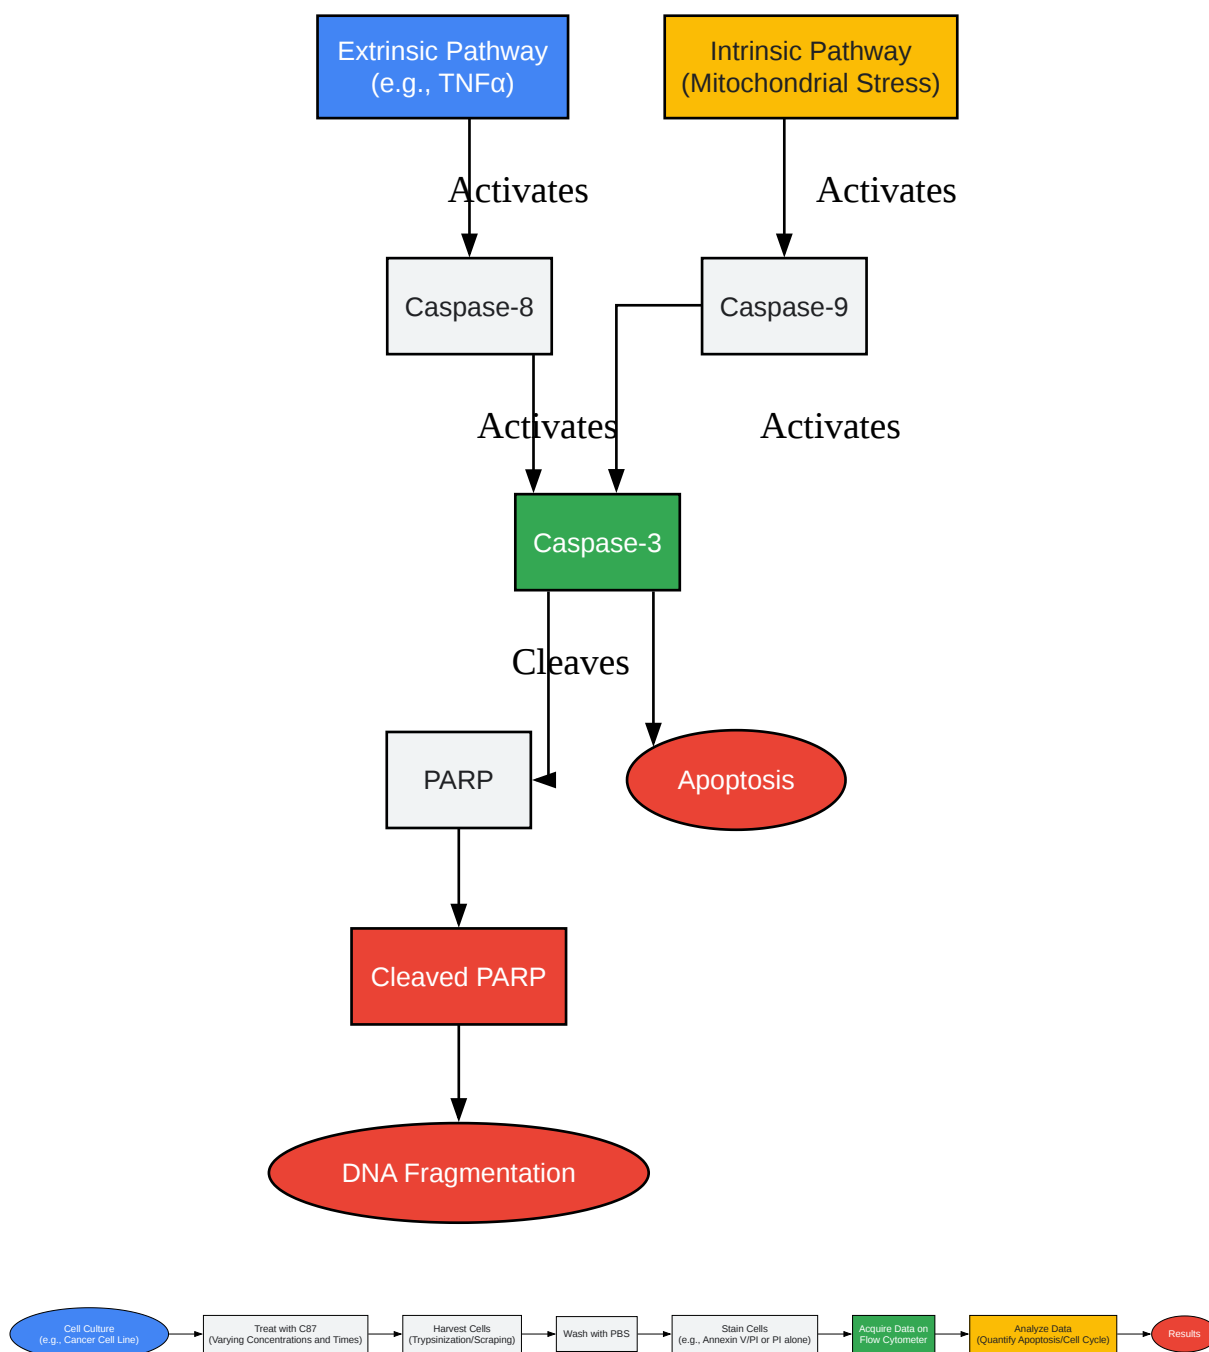 Extrinsic Pathway
(e.g., TNFα)
Intrinsic Pathway
(Mitochondrial Stress)
Activates
Activates
Caspase-8
Caspase-9
Activates
Activates
Caspase-3
Cleaves
PARP
Apoptosis
Cleaved PARP
DNA Fragmentation
Cell Culture
(e.g., Cancer Cell Line)
Treat with C87
(Varying Concentrations and Times)
Harvest Cells
(Trypsinization/Scraping)
Wash with PBS
Stain Cells
(e.g., Annexin V/PI or PI alone)
Acquire Data on
Flow Cytometer
Analyze Data
(Quantify Apoptosis/Cell Cycle)
Results